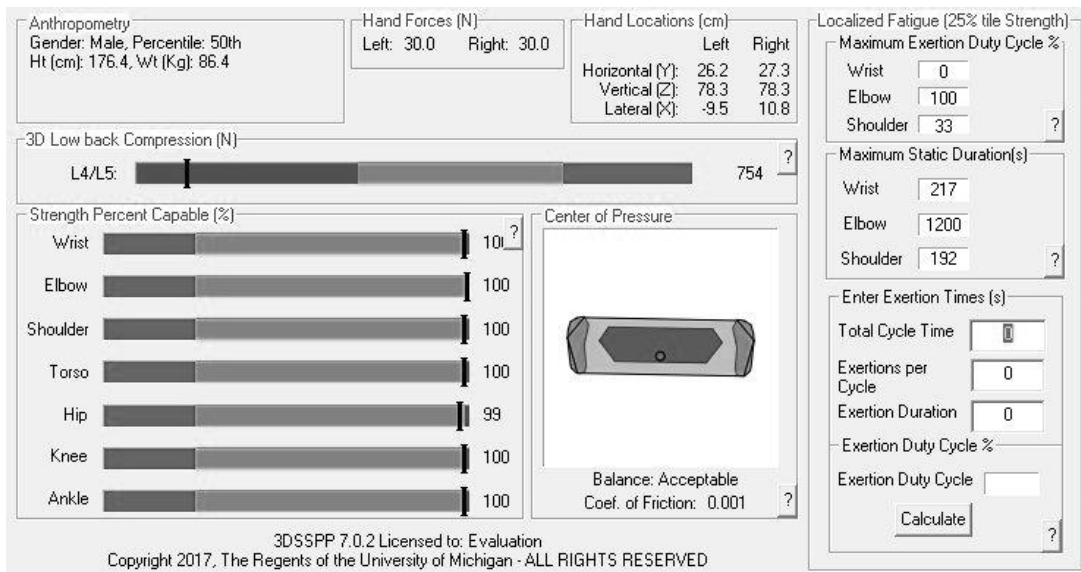 Anthropometry
Gender: Male, Percentile: 50th
Ht (cm): 176.4, Wt (Kg): 86.4
Hand Forces (N)
Left: 30.0 Right: 30.0
Hand Locations (cm)
Left Right
Horizontal (Y): 26.2 27.3
Vertical (Z): 78.3 78.3
Lateral (X): -9.5 10.8
3D Low back Compression (N)
L4/L5: 754
?
Strength Percent Capable (%)
?
Wrist
Elbow 100
Shoulder 100
Torso 100
Hip 99
Knee 100
Ankle 100
Center of Pressure
Balance: Acceptable
Coef. of Friction: 0.001
?
Localized Fatigue (25% tile Strength)
Maximum Exertion Duty Cycle %
Wrist 0
Elbow 100
Shoulder 33
?
Maximum Static Duration(s)
Wrist 217
Elbow 1200
Shoulder 192
?
Enter Exertion Times (s)
Total Cycle Time 0
Exertions per
Cycle 0
Exertion Duration 0
Exertion Duty Cycle %
Exertion Duty Cycle
Calculate
?
3DSSPP 7.0.2 Licensed to: Evaluation
Copyright 2017, The Regents of the University of Michigan - ALL RIGHTS RESERVED